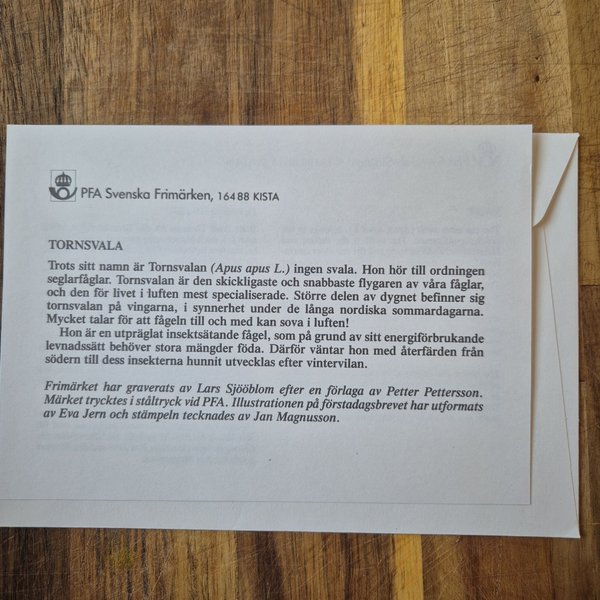 PFA Svenska Frimärken, 164 88 KISTA
TORNSVALA
Trots sitt namn är Tornsvalan (Apus apus L.) ingen svala. Hon hör till ordningen
seglarfåglar. Tornsvalan är den skickligaste och snabbaste flygaren av våra fåglar,
och den för livet i luften mest specialiserade. Större delen av dygnet befinner sig
tornsvalan på vingarna, i synnerhet under de långa nordiska sommardagarna.
Mycket talar för att fågeln till och med kan sova i luften!
Hon är en utpräglat insektsätande fågel, som på grund av sitt energiförbrukande
levnadssätt behöver stora mängder föda. Därför väntar hon med återfärden från
södern till dess insekterna hunnit utvecklas efter vintervilan.
Frimärket har graverats av Lars Sjööblom efter en förlaga av Petter Pettersson.
Märket trycktes i ståltryck vid PFA. Illustrationen på förstadagsbrevet har utformats
av Eva Jern och stämpeln tecknades av Jan Magnusson.